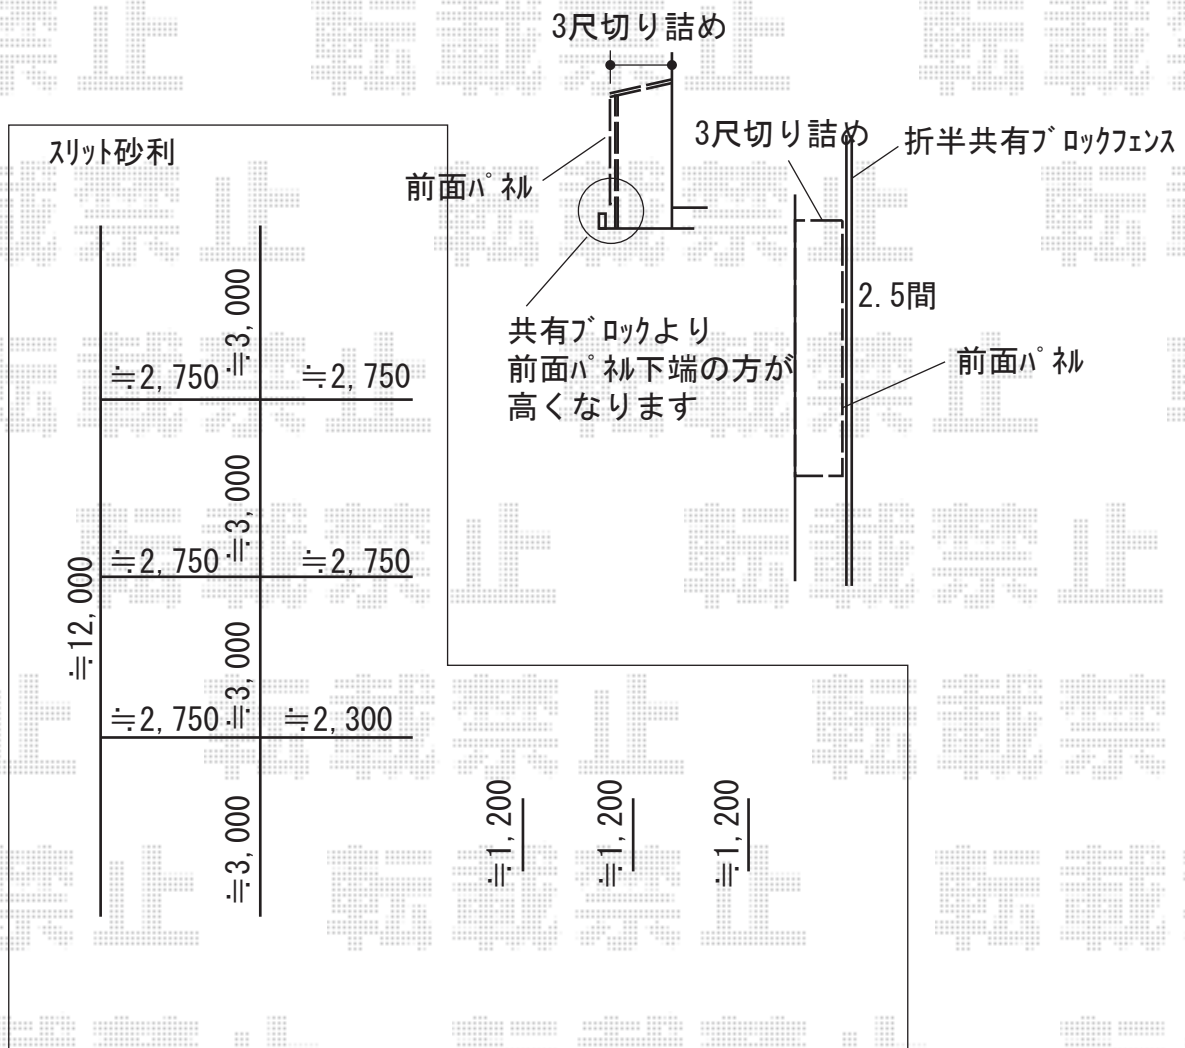 3尺切り詰め
スリット砂利
前面パネル
3尺切り詰め
折半共有ブロックフェンス
共有ブロックより
前面パネル下端の方が
高くなります
2.5間
前面パネル
≒3,000
≒2,750
≒2,750
≒3,000
≒2,750
≒2,750
≒12,000
≒3,000
≒2,750
≒2,300
≒3,000
≒1,200
≒1,200
≒1,200
転載禁止